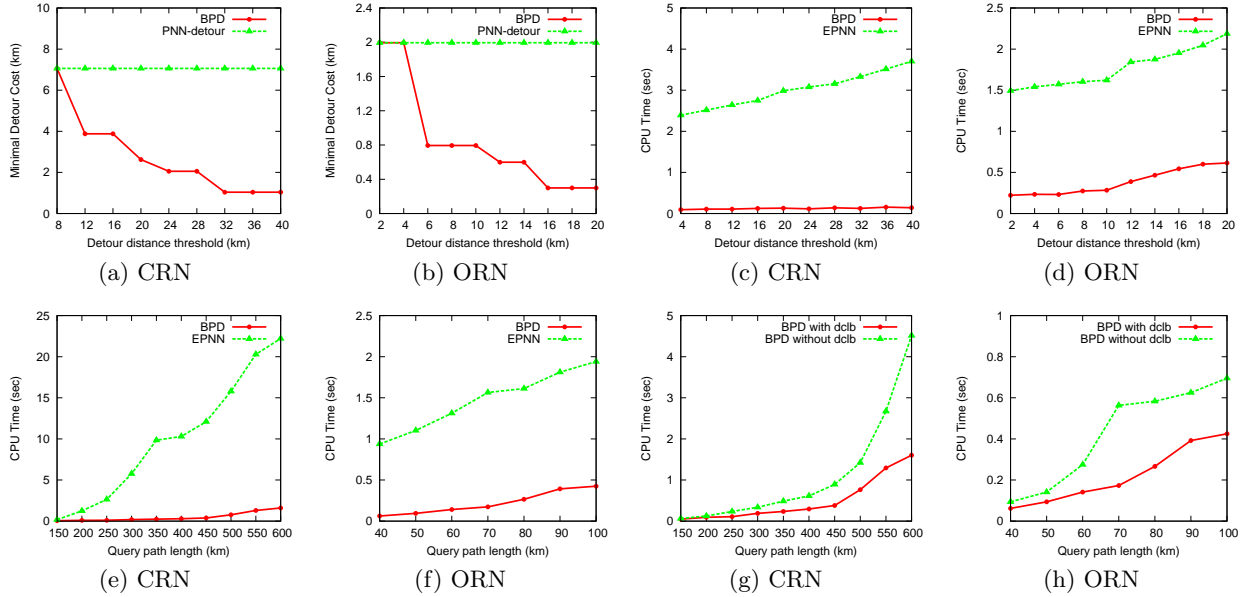 10
8
6
4
2
0
Minimal Detour Cost (km)
BPD
PNN-detour
8 12 16 20 24 28 32 36 40
Detour distance threshold (km)
(a) CRN
2.4
2
1.6
1.2
0.8
0.4
0
Minimal Detour Cost (km)
BPD
PNN-detour
2 4 6 8 10 12 14 16 18 20
Detour distance threshold (km)
(b) ORN
5
4
3
2
1
0
CPU Time (sec)
BPD
EPNN
4 8 12 16 20 24 28 32 36 40
Detour distance threshold (km)
(c) CRN
2.5
2
1.5
1
0.5
0
CPU Time (sec)
BPD
EPNN
2 4 6 8 10 12 14 16 18 20
Detour distance threshold (km)
(d) ORN
25
20
15
10
5
0
CPU Time (sec)
BPD
EPNN
150 200 250 300 350 400 450 500 550 600
Query path length (km)
(e) CRN
2.5
2
1.5
1
0.5
0
CPU Time (sec)
BPD
EPNN
40 50 60 70 80 90 100
Query path length (km)
(f) ORN
5
4
3
2
1
0
CPU Time (sec)
BPD with dclb
BPD without dclb
150 200 250 300 350 400 450 500 550 600
Query path length (km)
(g) CRN
1
0.8
0.6
0.4
0.2
0
CPU Time (sec)
BPD with dclb
BPD without dclb
40 50 60 70 80 90 100
Query path length (km)
(h) ORN